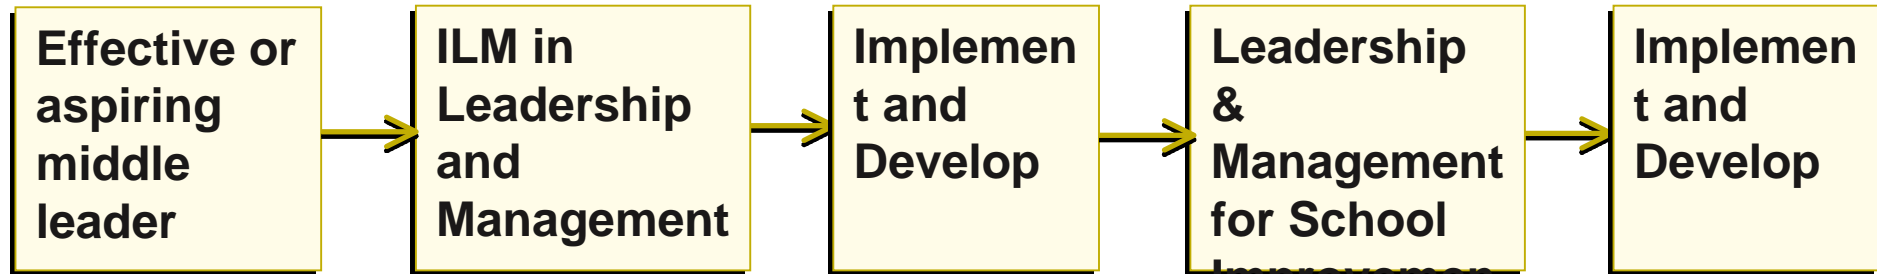 Effective or
aspiring
middle
leader
ILM in
Leadership
and
Management
Implemen
t and
Develop
Leadership
&
Management
for School
Improvemen
Implemen
t and
Develop